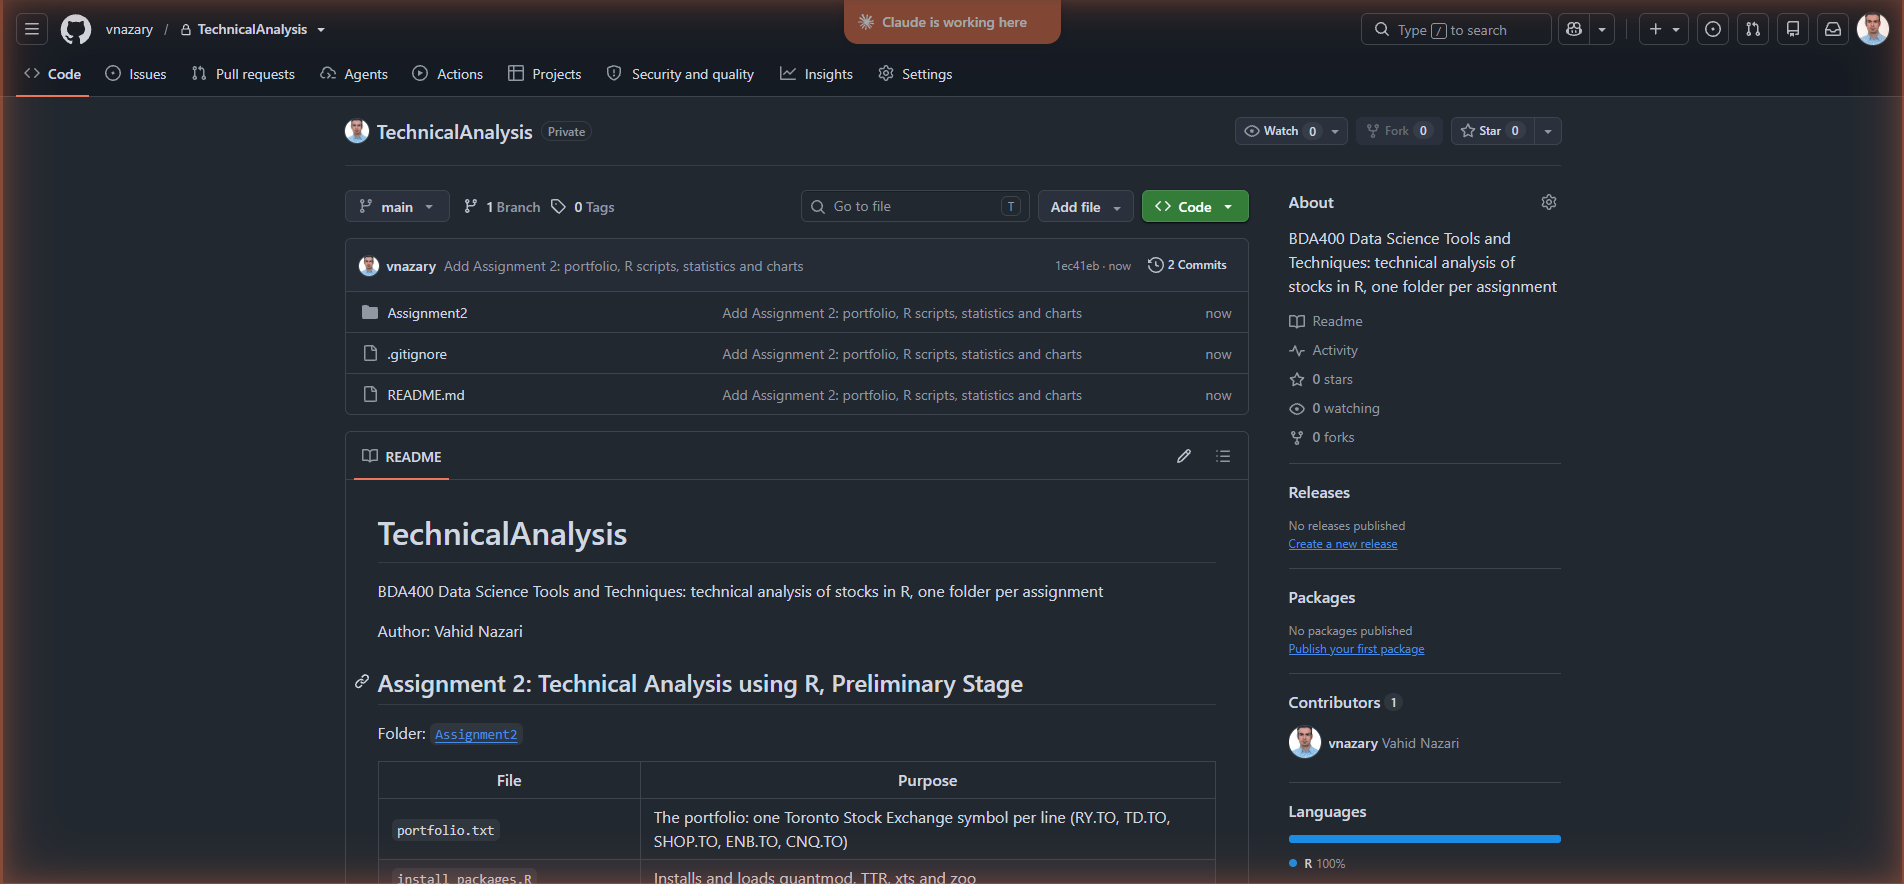 vnazary / TechnicalAnalysis
Claude is working here
Type / to search
Code
Issues
Pull requests
Agents
Actions
Projects
Security and quality
Insights
Settings
TechnicalAnalysis Private
Watch 0
Fork 0
Star 0
main
1 Branch
0 Tags
Go to file T
Add file
Code
vnazary Add Assignment 2: portfolio, R scripts, statistics and charts 1ec41eb · now 2 Commits
Assignment2 Add Assignment 2: portfolio, R scripts, statistics and charts now
.gitignore Add Assignment 2: portfolio, R scripts, statistics and charts now
README.md Add Assignment 2: portfolio, R scripts, statistics and charts now
README
TechnicalAnalysis
BDA400 Data Science Tools and Techniques: technical analysis of stocks in R, one folder per assignment
Author: Vahid Nazari
Assignment 2: Technical Analysis using R, Preliminary Stage
Folder: Assignment2
File Purpose
portfolio.txt
The portfolio: one Toronto Stock Exchange symbol per line (RY.TO, TD.TO,
SHOP.TO, ENB.TO, CNQ.TO)
install_packages.R Installs and loads quantmod, TTR, xts and zoo
About
BDA400 Data Science Tools and
Techniques: technical analysis of
stocks in R, one folder per assignment
Readme
Activity
0 stars
0 watching
0 forks
Releases
No releases published
Create a new release
Packages
No packages published
Publish your first package
Contributors 1
vnazary Vahid Nazari
Languages
R 100%